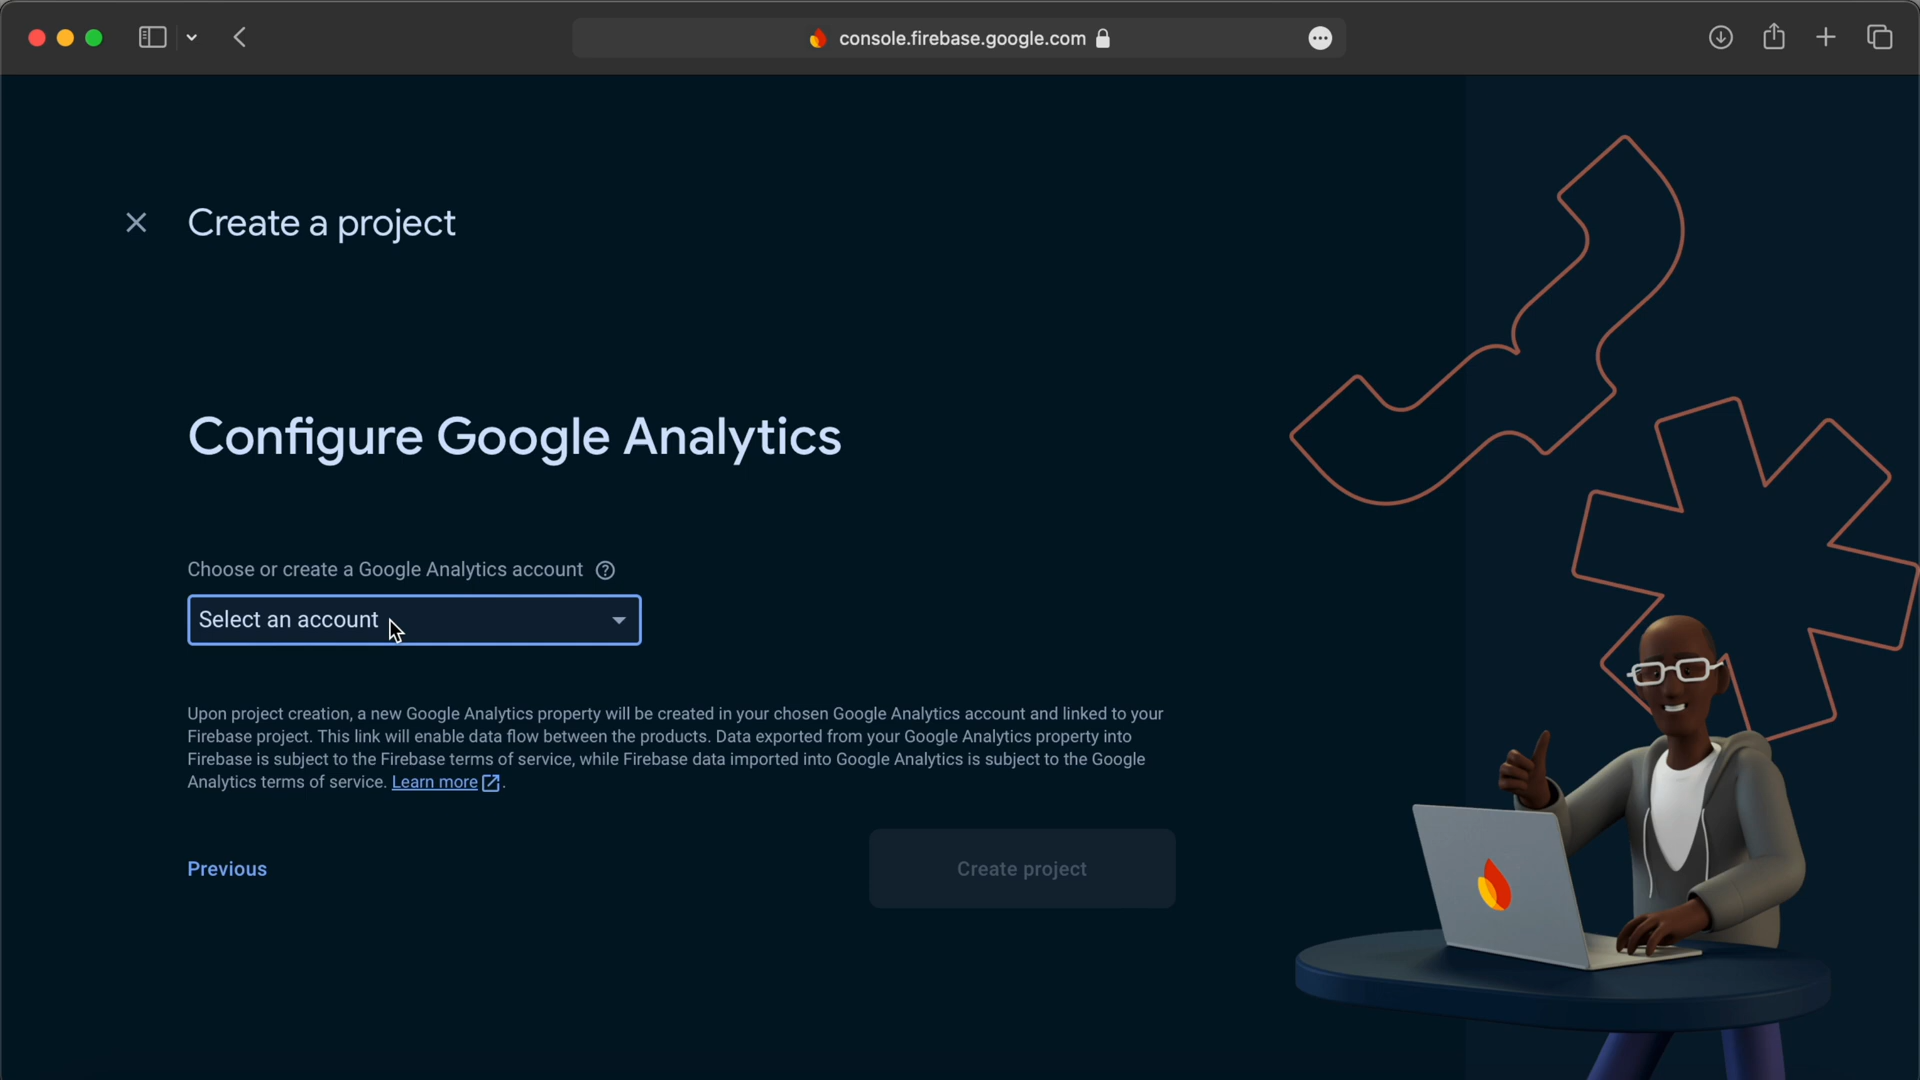 console.firebase.google.com
Create a project
Configure Google Analytics
Choose or create a Google Analytics account
Select an account
Upon project creation, a new Google Analytics property will be created in your chosen Google Analytics account and linked to your
Firebase project. This link will enable data flow between the products. Data exported from your Google Analytics property into
Firebase is subject to the Firebase terms of service, while Firebase data imported into Google Analytics is subject to the Google
Analytics terms of service. Learn more.
Previous
Create project